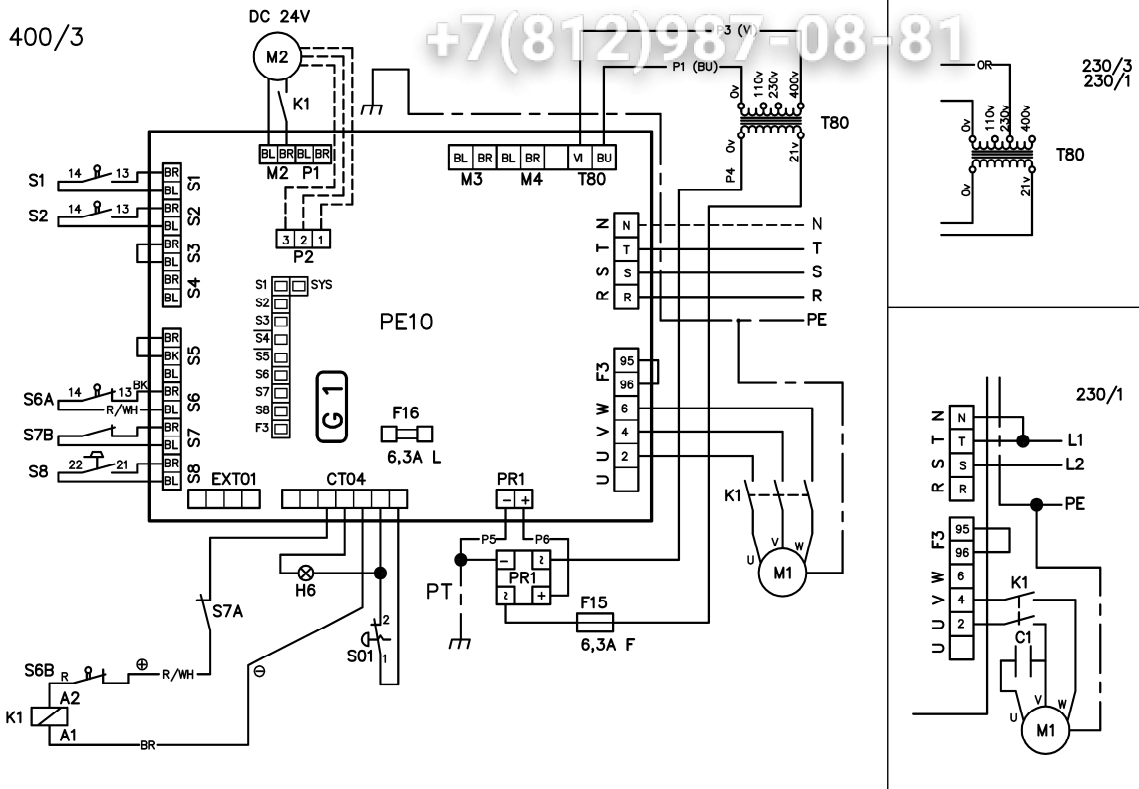 400/3
DC 24V
+7(812)987-08-81
M2
K1
P3 (VI)
P1 (BU)
0v 110v 230v 400v
T80
0v 21v
P4
BL BR BL BR
M2 P1
BL BR BL BR VI BU
M3 M4 T80
S1 14 13 BR BL S1
S2 14 13 BR BL S2
BR BL S3
BR BL S4
3 2 1
P2
S1 SYS
S2
S3
S4
S5
S6
S7
S8
F3
PE10
G 1
F16
6,3A L
N N N
T T T
S S S
R R R
PE
BR BK BL S5
S6A 14 13 BK BR S6
R/WH BL
S7B BR BL S7
S8 22 21 BR BL S8
F3 95 96
W 6
V 4
U 2
U
EXT01
CT04
PR1
- +
P5 P6
- ~
PR1
~ +
PT
F15
6,3A F
K1
U V W
M1
H6
S7A
S01
2
1
S6B R ⊕ R/WH
⊖
A2
K1
A1
BR
OR
230/3
230/1
0v 110v 230v 400v
T80
0v 21v
230/1
N N
T T L1
S S L2
R R
PE
F3 95 96
W 6
V 4
U 2
U
K1
C1
U V W
M1